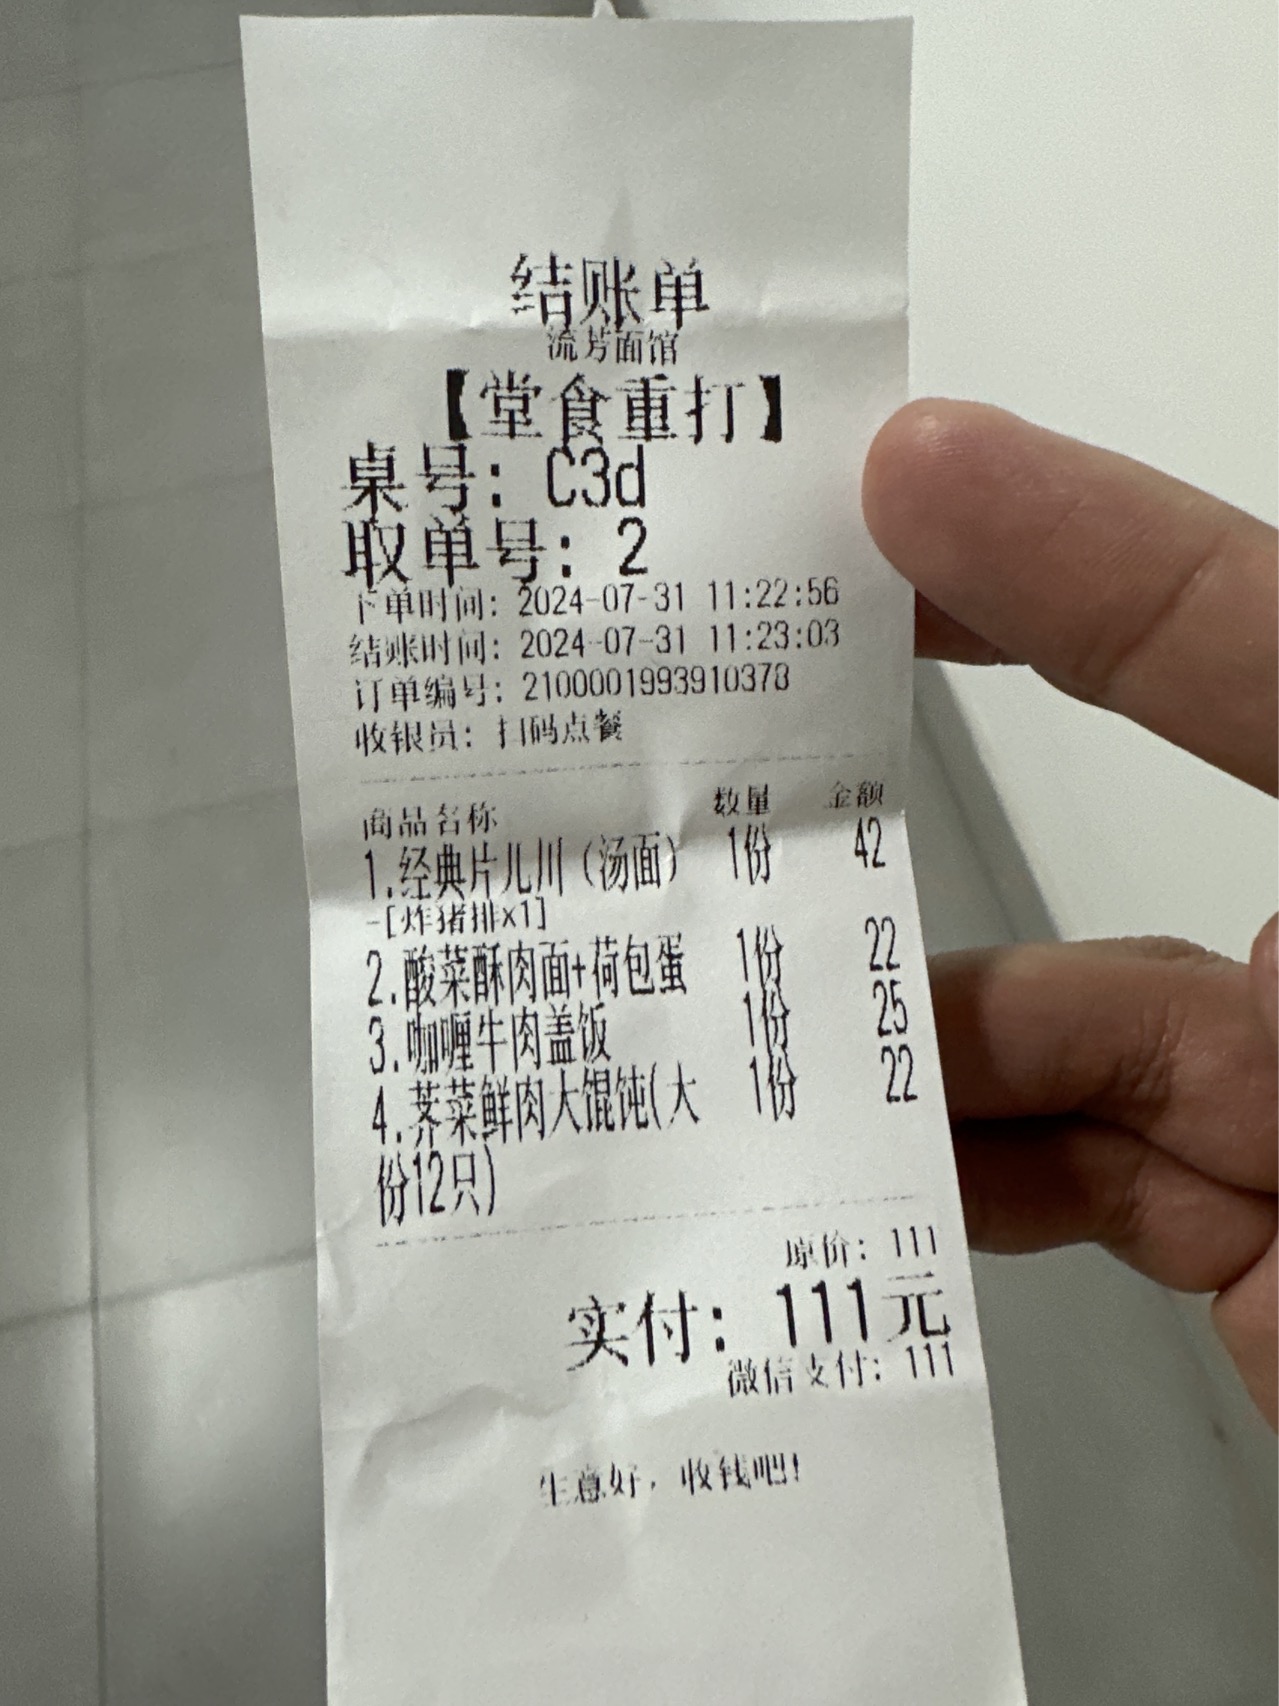 结账单
流芳面馆
【堂食重打】
桌号：C3d
取单号：2
下单时间：2024-07-31 11:22:56
结账时间：2024-07-31 11:23:03
订单编号：2100001993910378
收银员：扫码点餐
商品名称 数量 金额
1.经典片儿川（汤面） 1份 42
-[炸猪排x1]
2.酸菜酥肉面+荷包蛋 1份 22
3.咖喱牛肉盖饭 1份 25
4.荠菜鲜肉大馄饨(大 1份 22
份12只)
原价：111
实付：111元
微信支付：111
生意好，收钱吧！